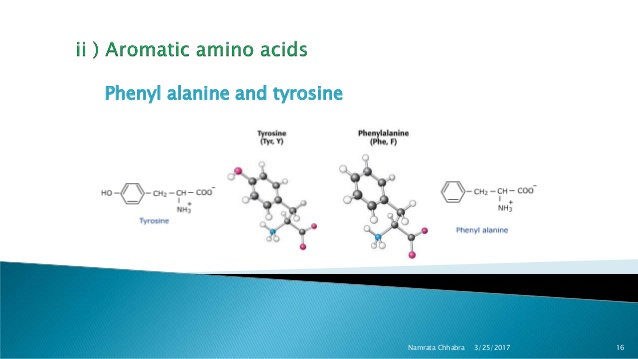 ii ) Aromatic amino acids
Phenyl alanine and tyrosine
Tyrosine
(Tyr, Y)
Phenylalanine
(Phe, F)
HO CH2 CH COO-
NH3+
Tyrosine
CH2 CH COO-
NH3+
Phenyl alanine
Namrata Chhabra 3/25/2017 16